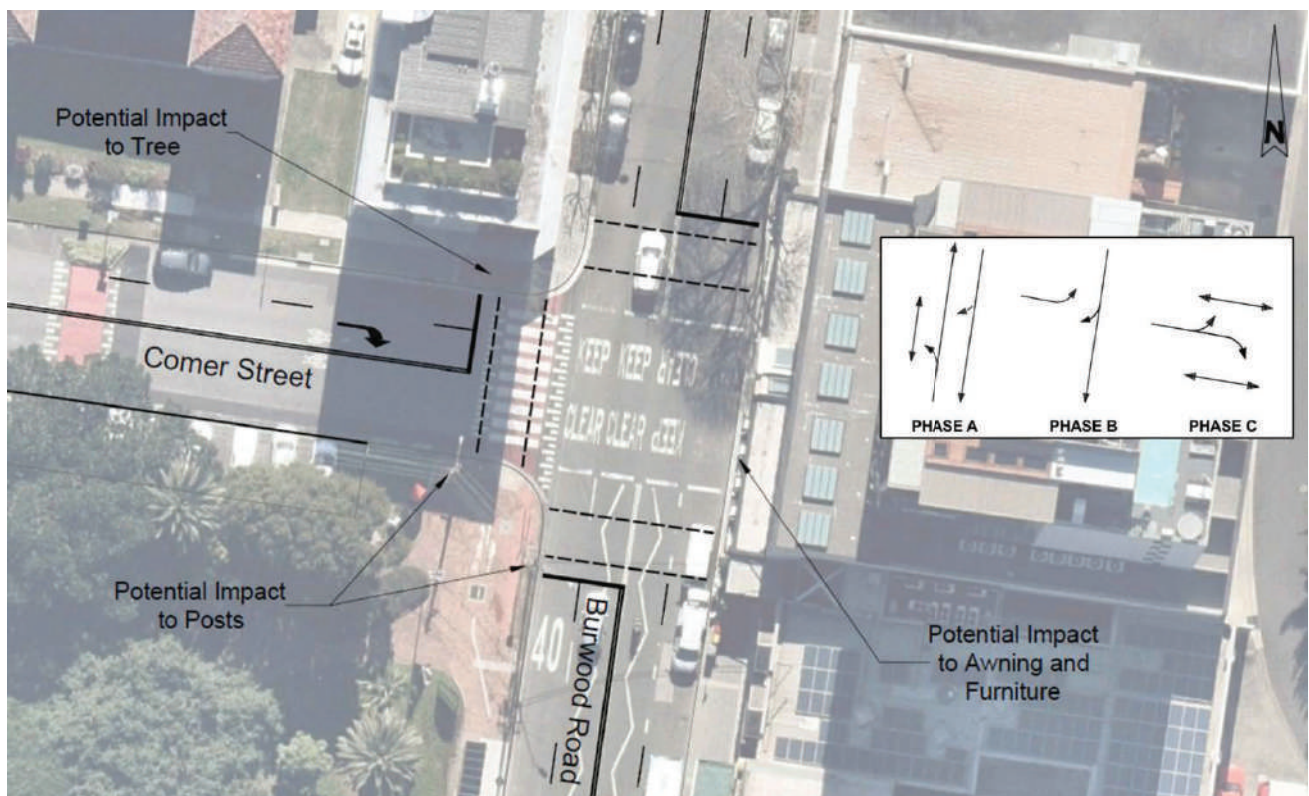 Potential Impact
to Tree
N
Comer Street
KEEP KEEP
CLEAR CLEAR
KEEP CLEAR
PHASE A
PHASE B
PHASE C
Potential Impact
to Posts
40
Burwood Road
Potential Impact
to Awning and
Furniture